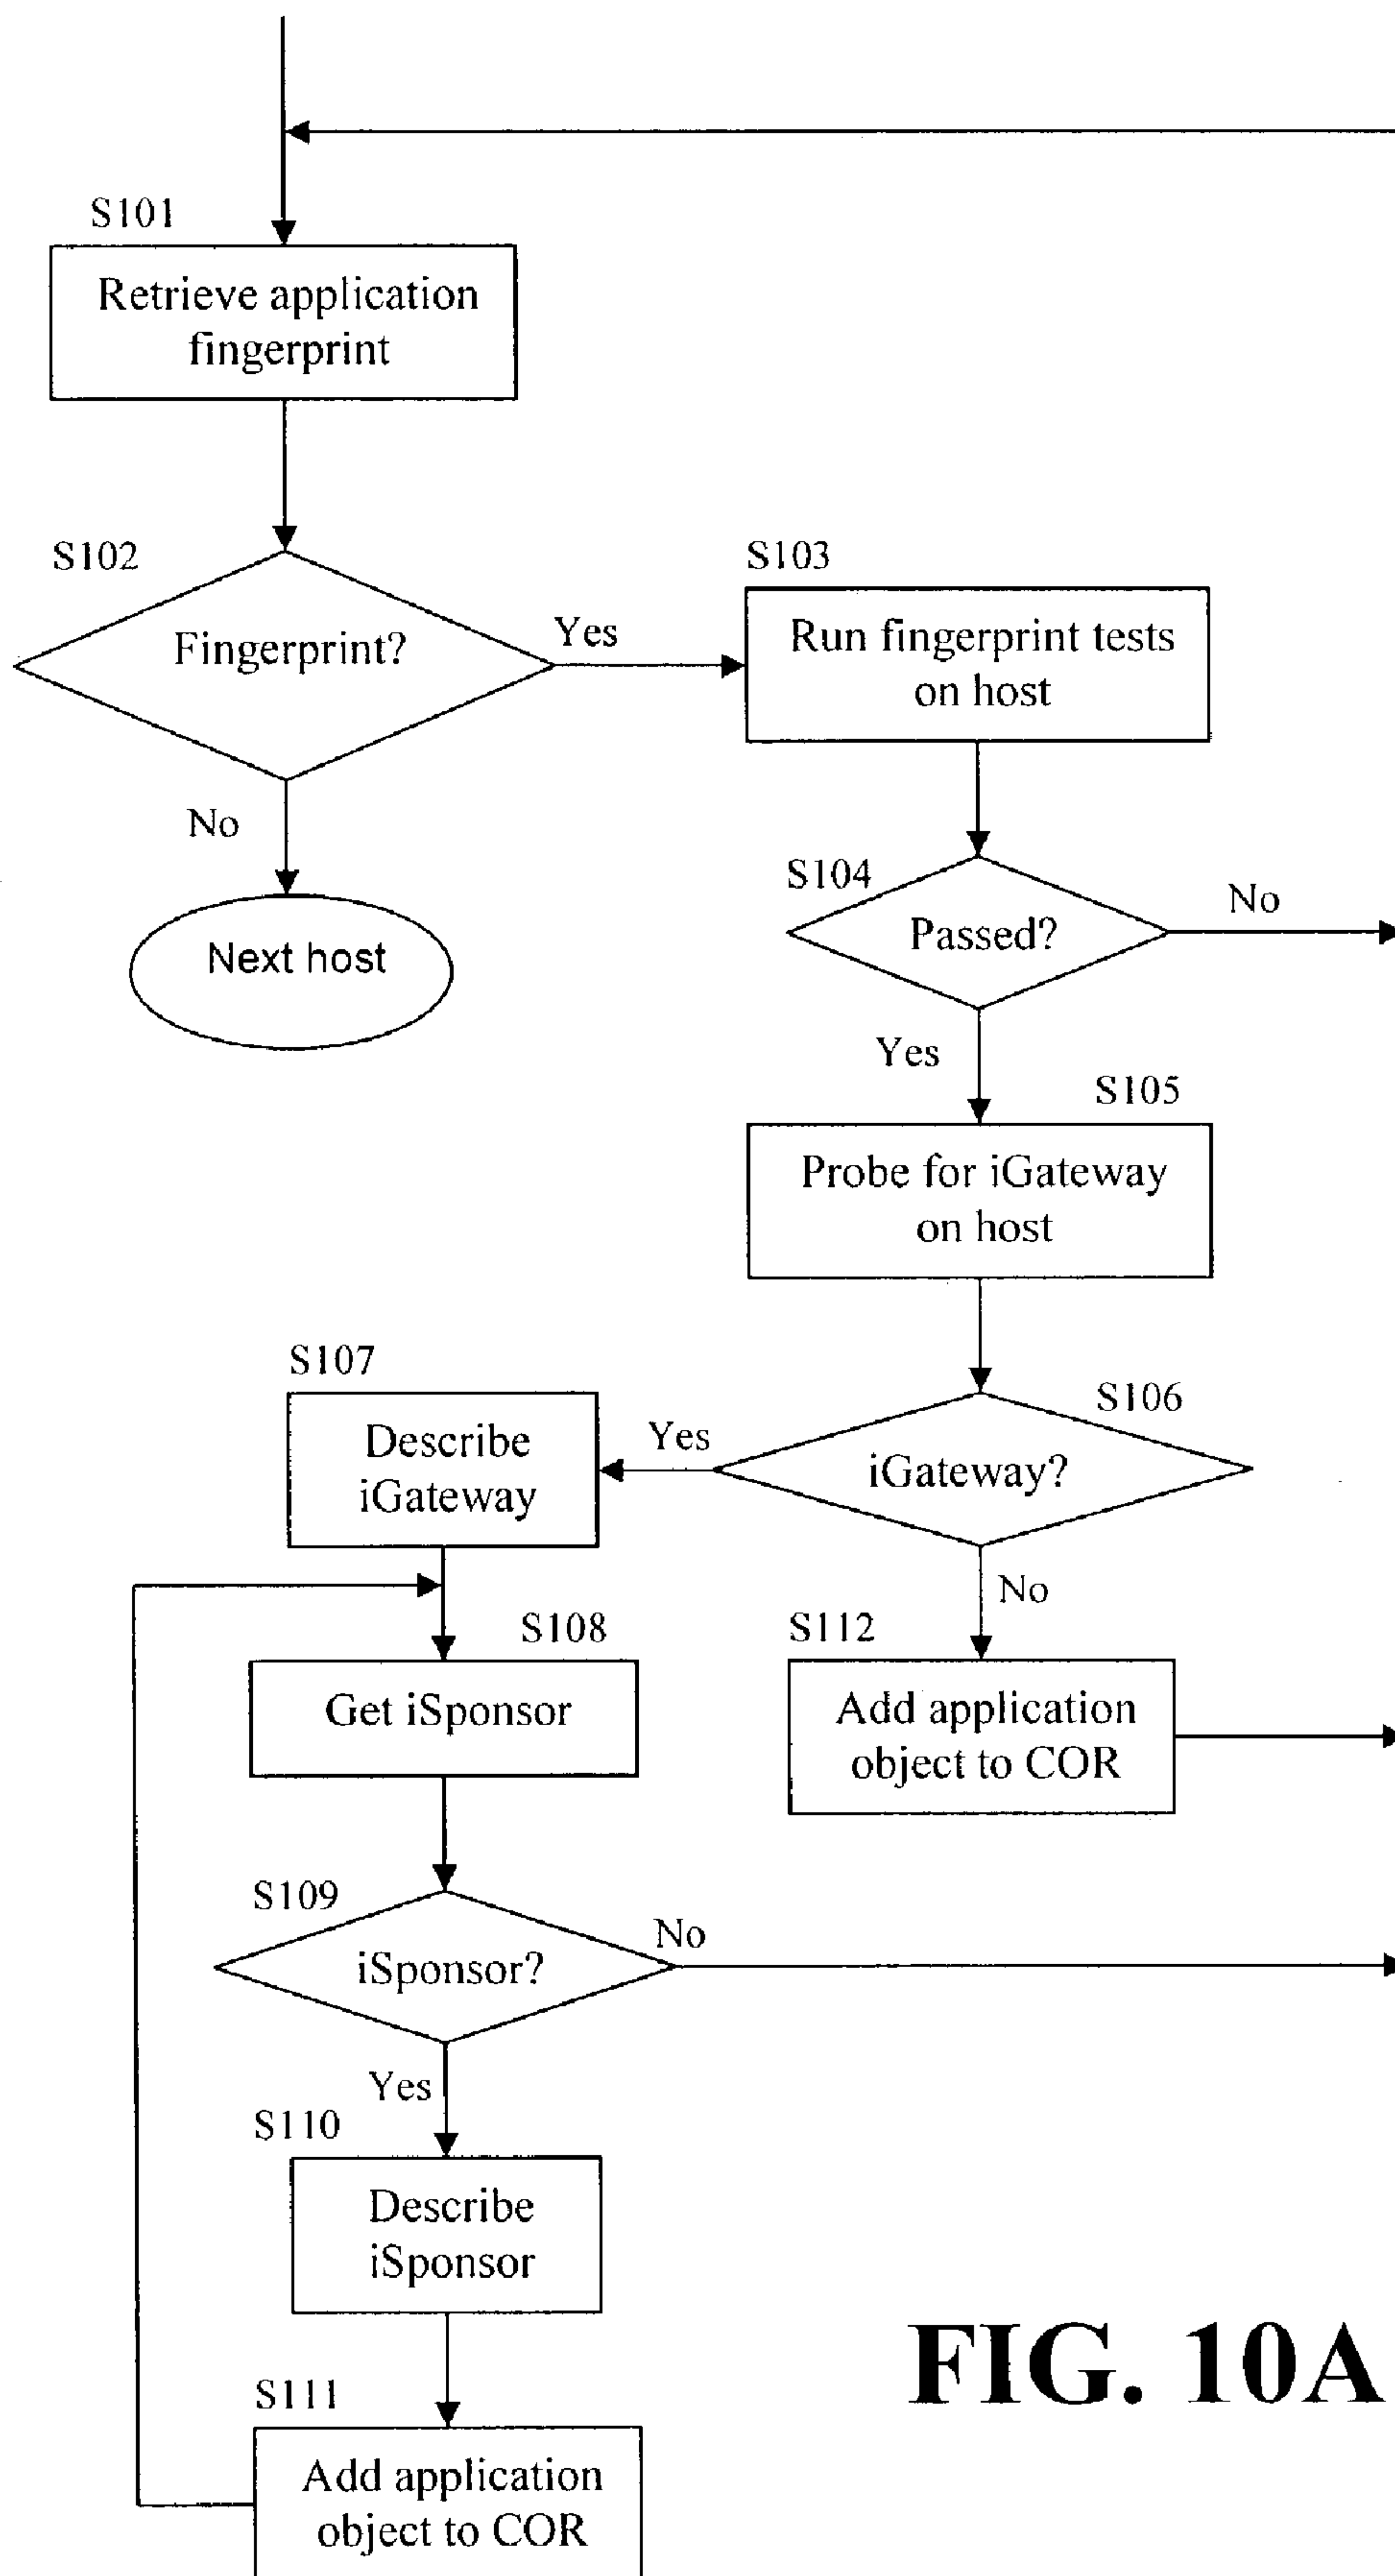 S101
Retrieve application
fingerprint
S102
Fingerprint?
Yes
No
Next host
S103
Run fingerprint tests
on host
S104
Passed?
No
Yes
S105
Probe for iGateway
on host
S106
iGateway?
Yes
No
S107
Describe
iGateway
S108
Get iSponsor
S112
Add application
object to COR
S109
iSponsor?
No
Yes
S110
Describe
iSponsor
S111
Add application
object to COR
FIG. 10A